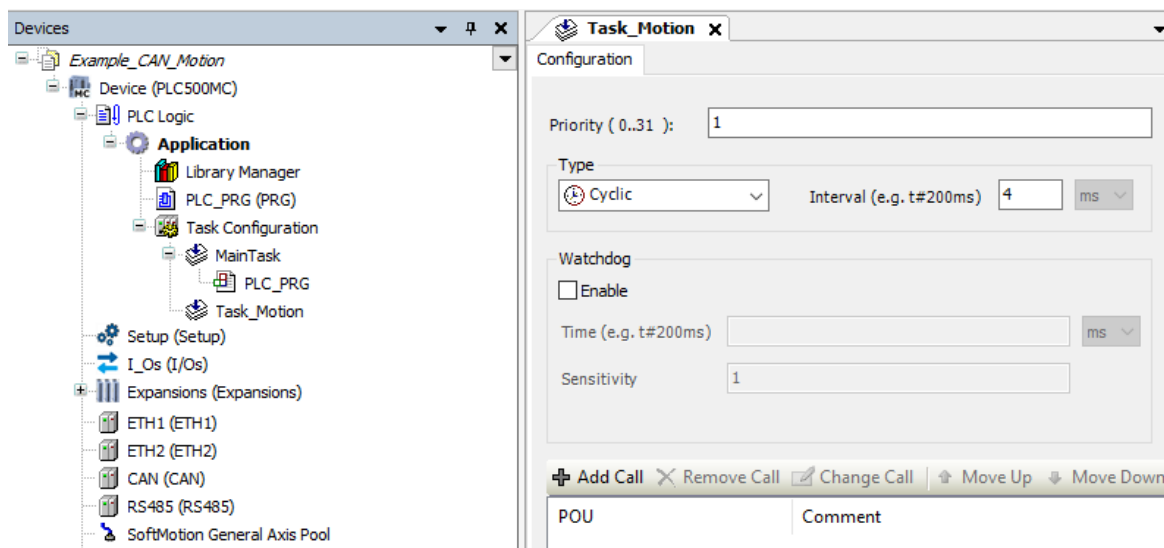 Devices
Example_CAN_Motion
Device (PLC500MC)
PLC Logic
Application
Library Manager
PLC_PRG (PRG)
Task Configuration
MainTask
PLC_PRG
Task_Motion
Setup (Setup)
I_Os (I/Os)
Expansions (Expansions)
ETH1 (ETH1)
ETH2 (ETH2)
CAN (CAN)
RS485 (RS485)
SoftMotion General Axis Pool
Task_Motion
Configuration
Priority ( 0..31 ): 1
Type
Cyclic Interval (e.g. t#200ms) 4 ms
Watchdog
Enable
Time (e.g. t#200ms) ms
Sensitivity 1
Add Call Remove Call Change Call Move Up Move Down
POU Comment